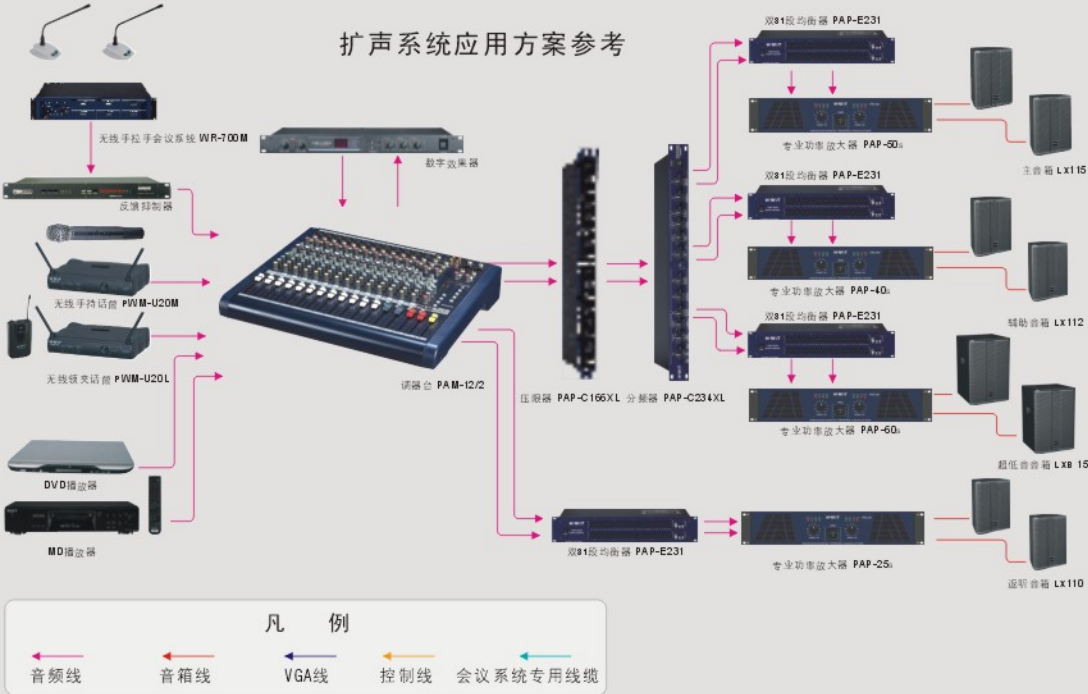 扩声系统应用方案参考
双31段均衡器 PAP-E231
无线手拉手会议系统 WR-700M
数字效果器
专业功率放大器 PAP-50G
主音箱 LX115
反馈抑制器
双31段均衡器 PAP-E231
专业功率放大器 PAP-40G
无线手持话筒 PWM-U20M
双31段均衡器 PAP-E231
辅助音箱 LX112
无线领夹话筒 PWM-U20L
调器台 PAM-12/2
压限器 PAP-C166XL
分频器 PAP-C234XL
专业功率放大器 PAP-60G
超低音音箱 LXB 15
DVD播放器
MD播放器
双31段均衡器 PAP-E231
专业功率放大器 PAP-25G
返听音箱 LX110
凡 例
音频线
音箱线
VGA线
控制线
会议系统专用线缆